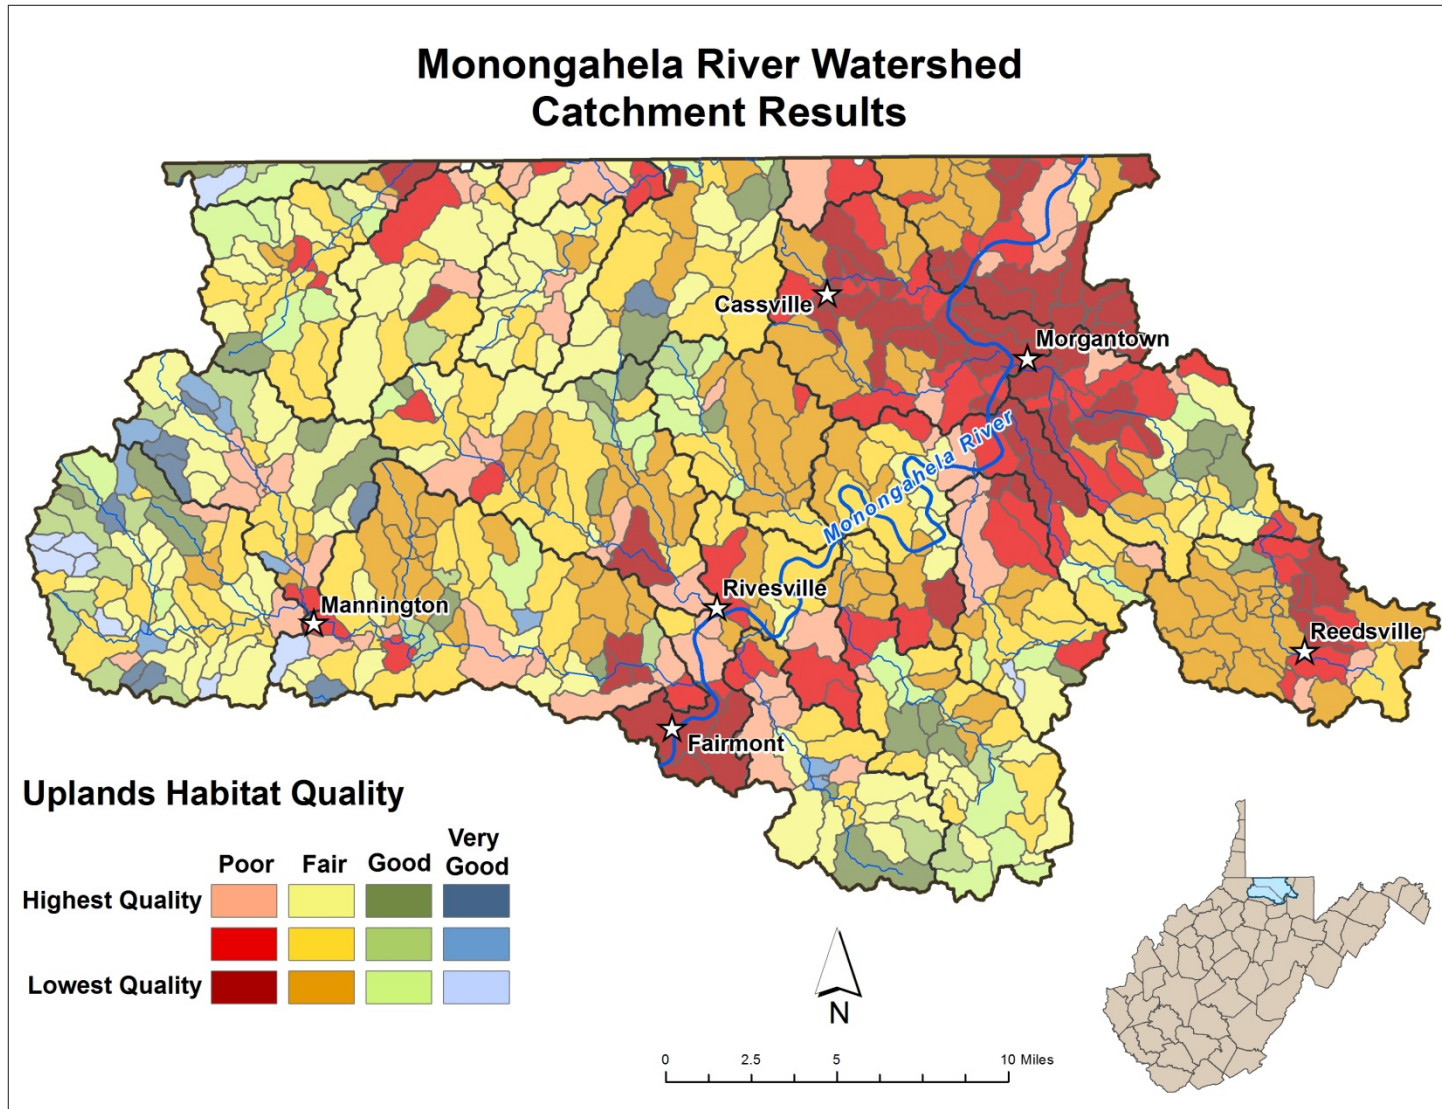 Monongahela River Watershed
Catchment Results
Cassville
Morgantown
Monongahela River
Rivesville
Mannington
Reedsville
Fairmont
Uplands Habitat Quality
Poor Fair Good Very Good
Highest Quality
Lowest Quality
N
0 2.5 5 10 Miles